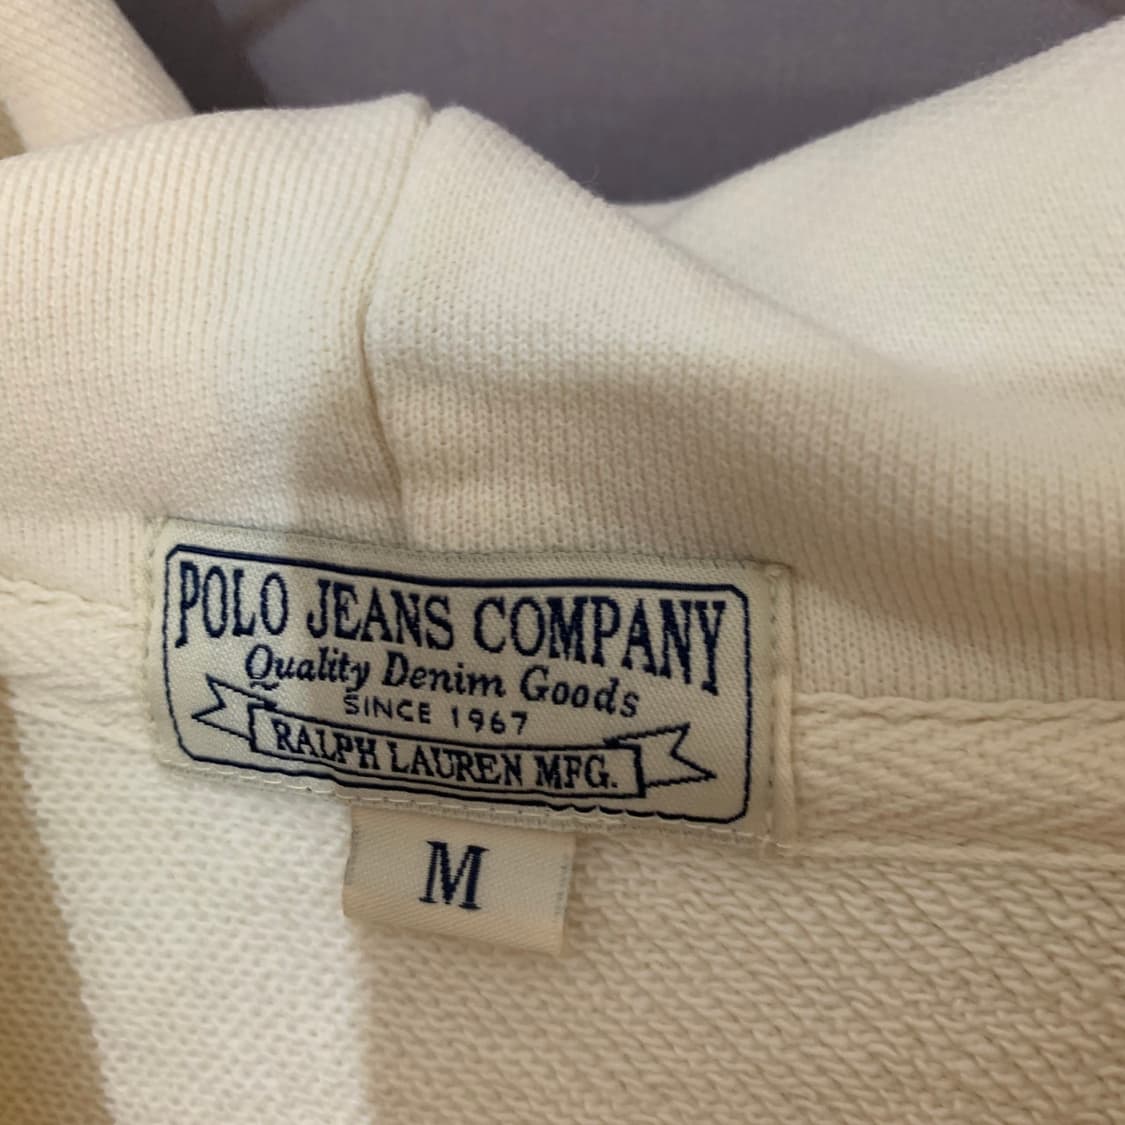 POLO JEANS COMPANY
Quality Denim Goods
SINCE 1967
RALPH LAUREN MFG.
M